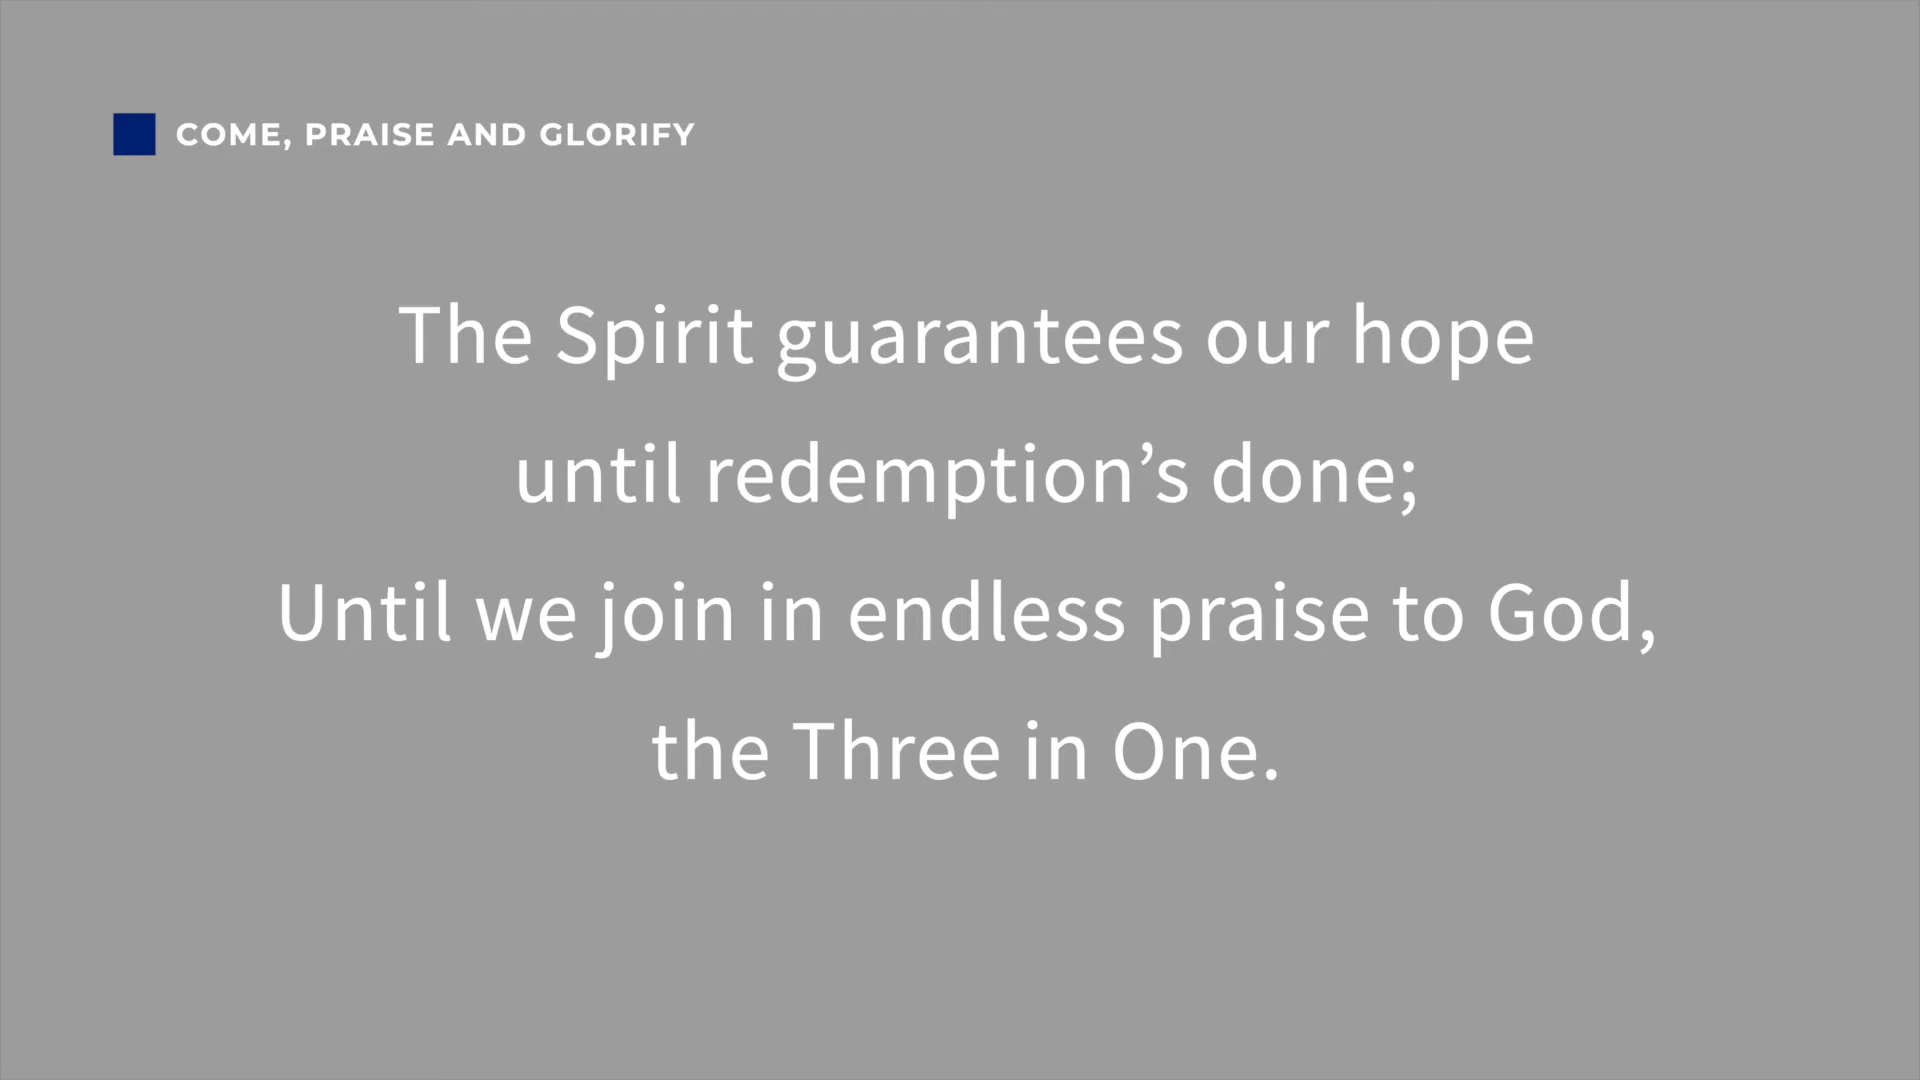 COME, PRAISE AND GLORIFY
The Spirit guarantees our hope
until redemption’s done;
Until we join in endless praise to God,
the Three in One.